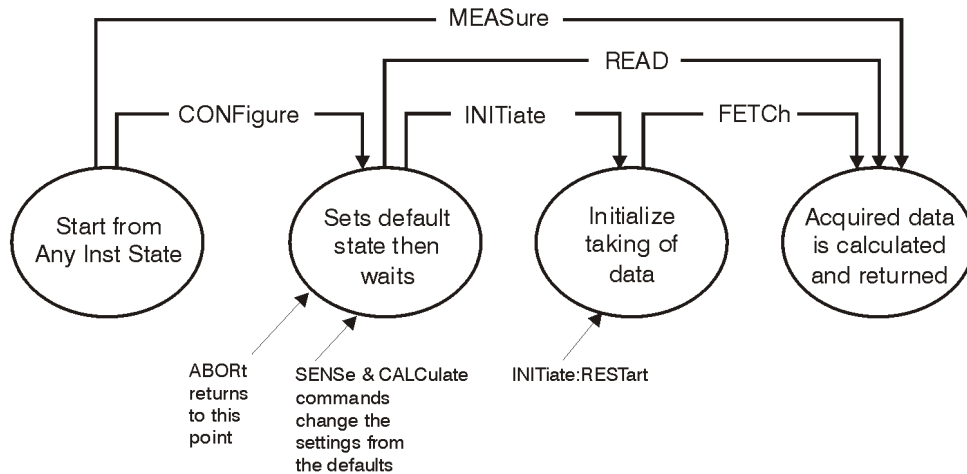 MEASure
READ
CONFigure
INITiate
FETCh
Start from
Any Inst State
Sets default
state then
waits
Initialize
taking of
data
Acquired data
is calculated
and returned
ABORt
returns
to this
point
SENSe & CALCulate
commands
change the
settings from
the defaults
INITiate:RESTart